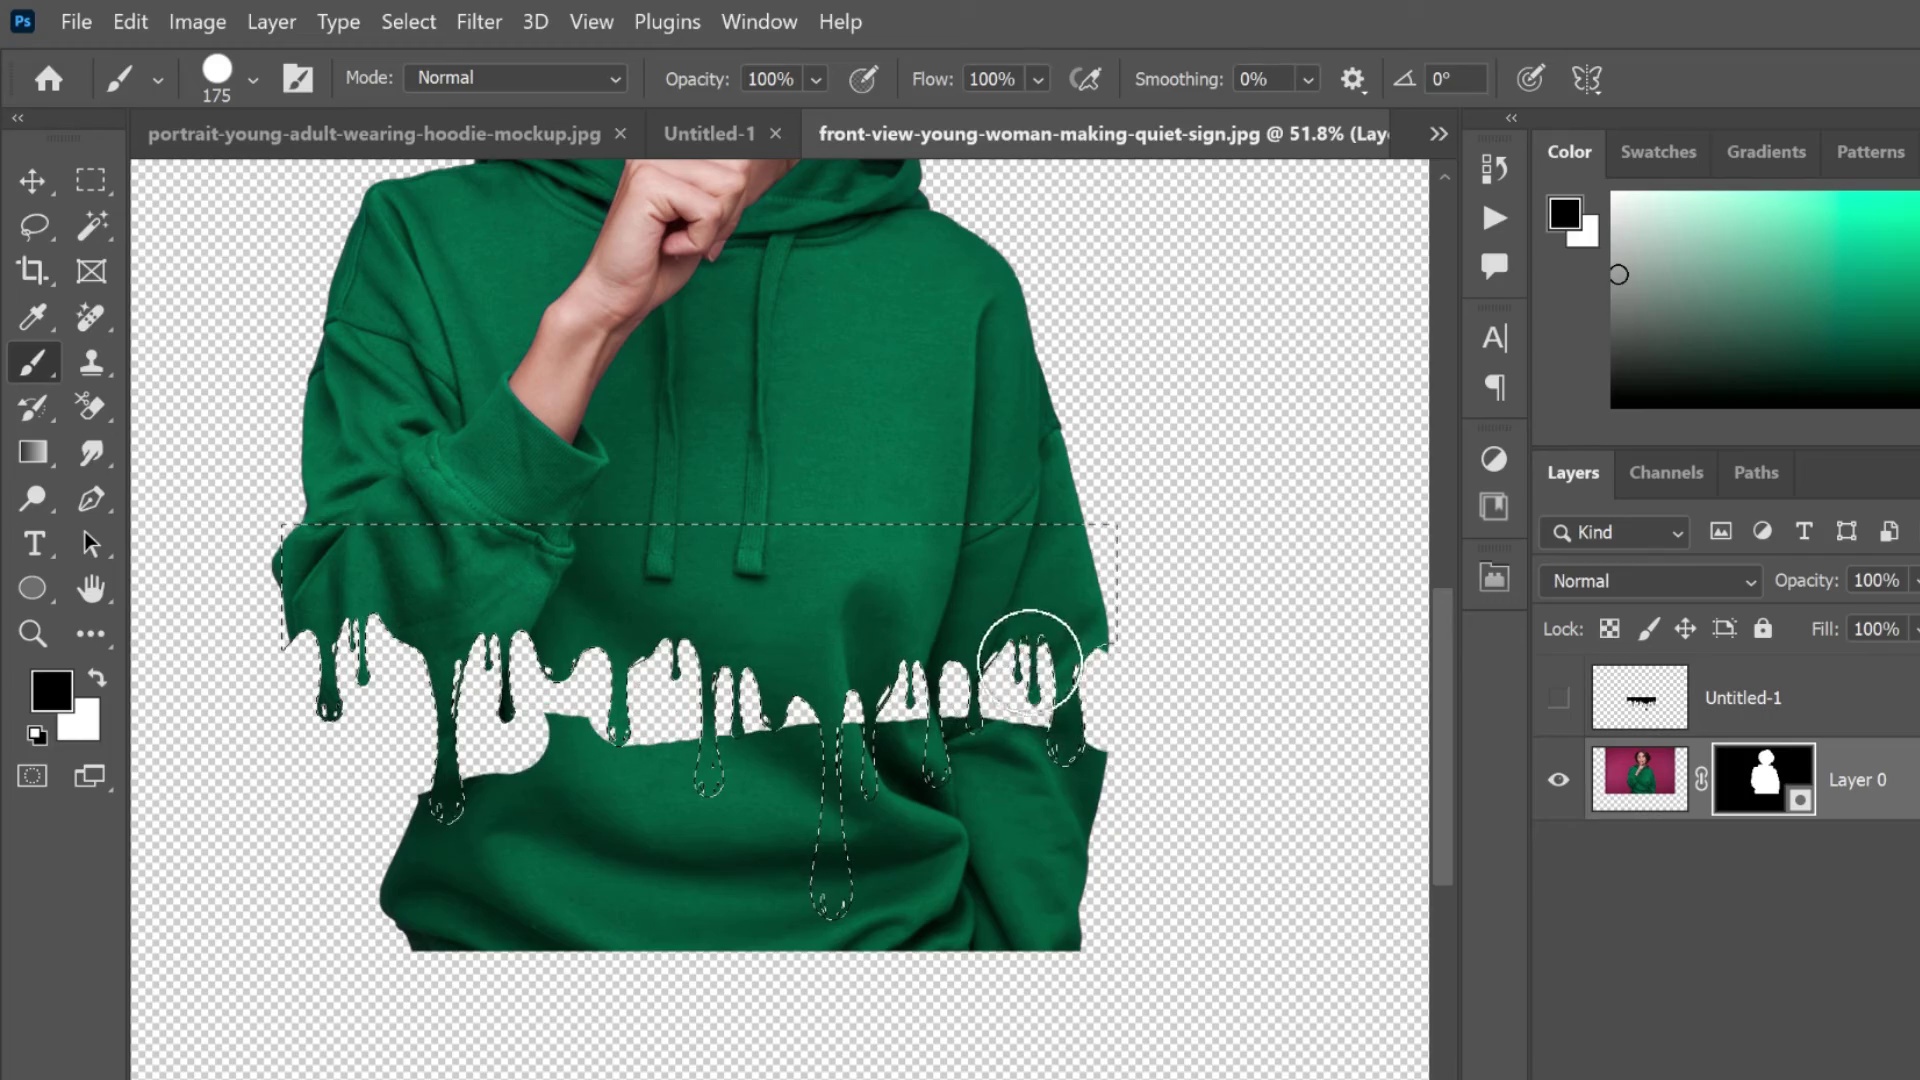 Ps File Edit Image Layer Type Select Filter 3D View Plugins Window Help
175 Mode: Normal Opacity: 100% Flow: 100% Smoothing: 0% 0°
portrait-young-adult-wearing-hoodie-mockup.jpg Untitled-1 front-view-young-woman-making-quiet-sign.jpg @ 51.8% (Laye
Color Swatches Gradients Patterns
Layers Channels Paths
Kind
Normal Opacity: 100%
Lock: Fill: 100%
Untitled-1
Layer 0